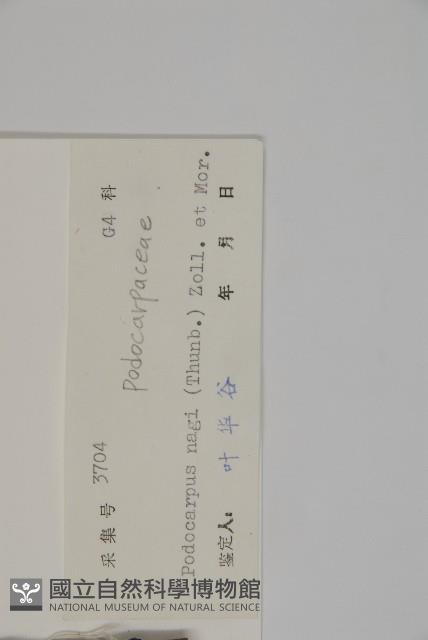 采集号 3704 G4 科
Podocarpaceae
Podocarpus nagi (Thunb.) Zoll. et Mor.
鉴定人: 叶华谷 年 月 日
國立自然科學博物館
NATIONAL MUSEUM OF NATURAL SCIENCE